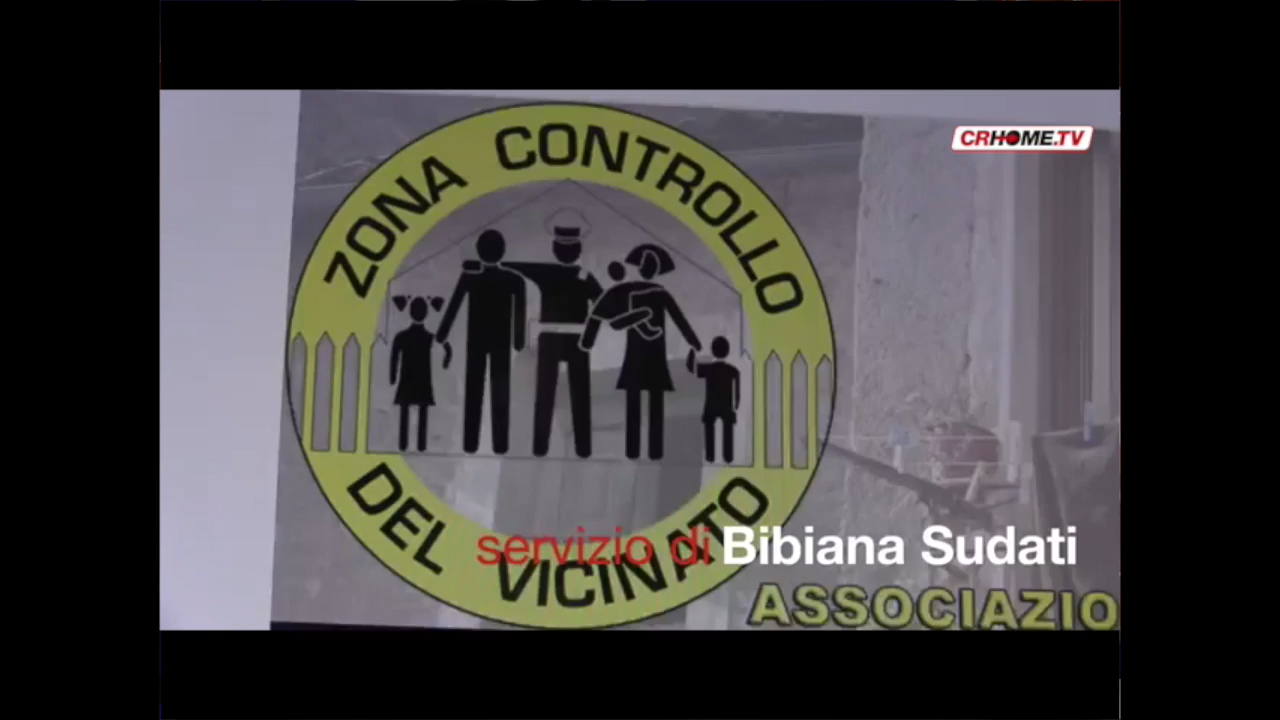 CRHOME.TV
ZONA CONTROLLO
DEL VICINATO
servizio di Bibiana Sudati
ASSOCIAZIO